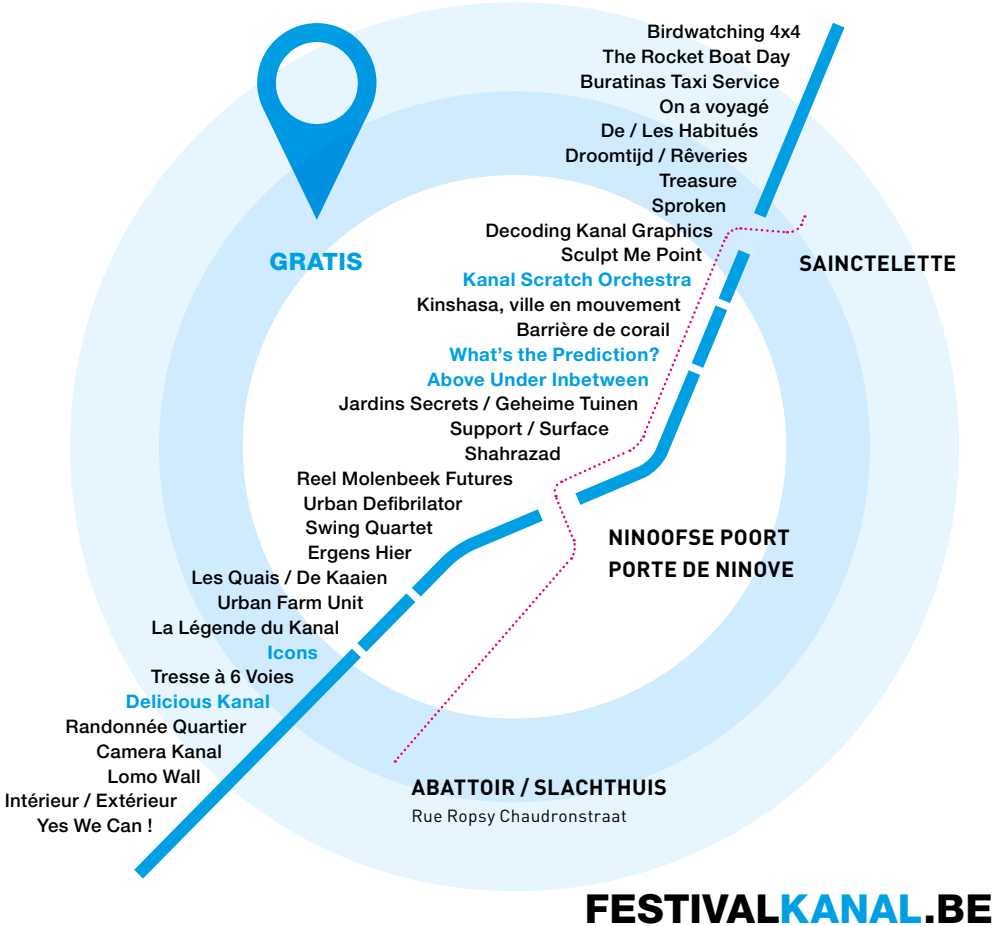 Birdwatching 4x4
The Rocket Boat Day
Buratinas Taxi Service
On a voyagé
De / Les Habitués
Droomtijd / Rêveries
Treasure
Sproken
Decoding Kanal Graphics
Sculpt Me Point
Kanal Scratch Orchestra
Kinshasa, ville en mouvement
Barrière de corail
What's the Prediction?
Above Under Inbetween
Jardins Secrets / Geheime Tuinen
Support / Surface
Shahrazad
Reel Molenbeek Futures
Urban Defibrilator
Swing Quartet
Ergens Hier
Les Quais / De Kaaien
Urban Farm Unit
La Légende du Kanal
Icons
Tresse à 6 Voies
Delicious Kanal
Randonnée Quartier
Camera Kanal
Lomo Wall
Intérieur / Extérieur
Yes We Can !
GRATIS
SAINCTELETTE
NINOOFSE POORT
PORTE DE NINOVE
ABATTOIR / SLACHTHUIS
Rue Ropsy Chaudronstraat
FESTIVALKANAL.BE